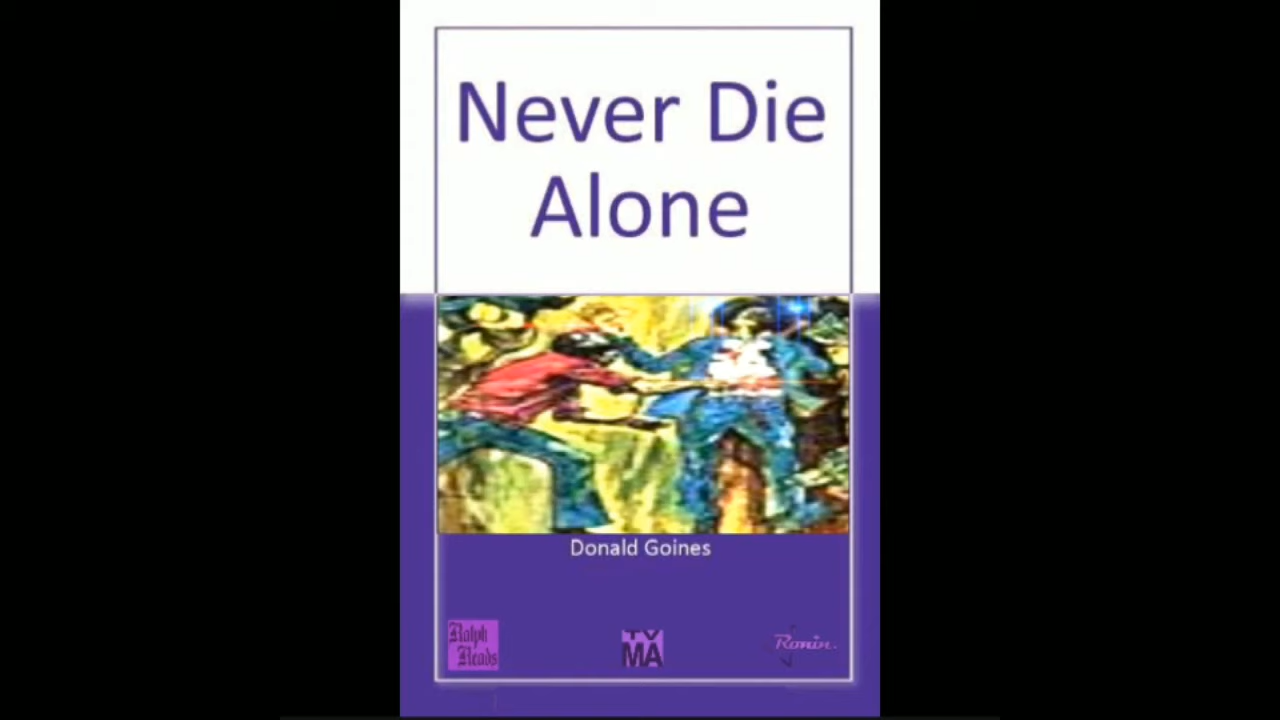 Never Die
Alone
Donald Goines
Ralph
Reads
TV
MA
Ronin.